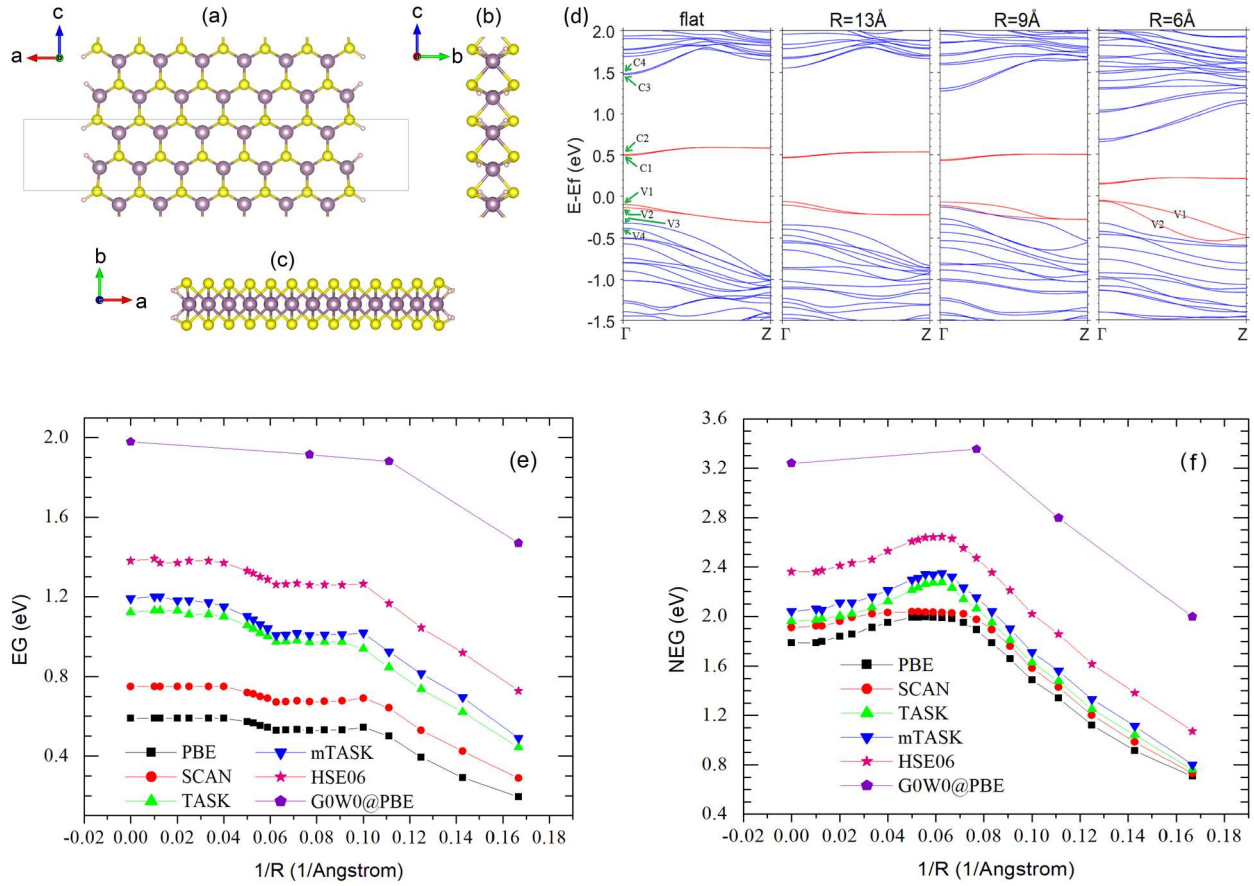 (a)
c
a
(b)
c
b
(c)
b
a
(d)
flat
R=13Å
R=9Å
R=6Å
E-Ef (eV)
2.0
1.5
1.0
0.5
0.0
-0.5
-1.0
-1.5
C4
C3
C2
C1
V1
V2
V3
V4
V1
V2
Γ Z Γ Z Γ Z Γ Z
(e)
EG (eV)
2.0
1.6
1.2
0.8
0.4
PBE
SCAN
TASK
mTASK
HSE06
G0W0@PBE
-0.02 0.00 0.02 0.04 0.06 0.08 0.10 0.12 0.14 0.16 0.18
1/R (1/Angstrom)
(f)
NEG (eV)
3.6
3.2
2.8
2.4
2.0
1.6
1.2
0.8
0.4
PBE
SCAN
TASK
mTASK
HSE06
G0W0@PBE
-0.02 0.00 0.02 0.04 0.06 0.08 0.10 0.12 0.14 0.16 0.18
1/R (1/Angstrom)